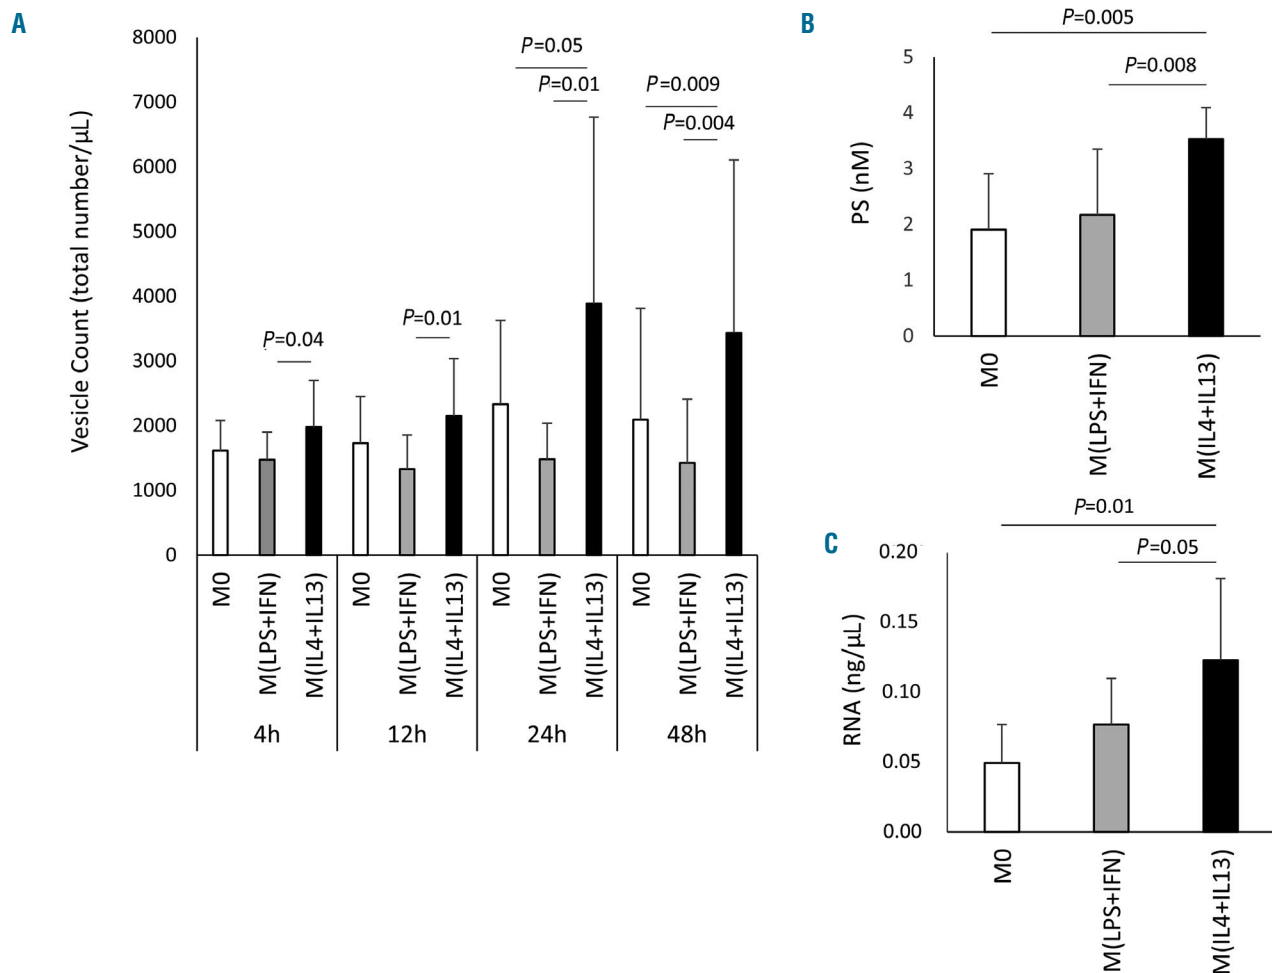 A
Vesicle Count (total number/μL)
8000
7000
6000
5000
4000
3000
2000
1000
0
P=0.04
P=0.01
P=0.05
P=0.01
P=0.009
P=0.004
M0
M(LPS+IFN)
M(IL4+IL13)
M0
M(LPS+IFN)
M(IL4+IL13)
M0
M(LPS+IFN)
M(IL4+IL13)
M0
M(LPS+IFN)
M(IL4+IL13)
4h
12h
24h
48h
B
P=0.005
P=0.008
PS (nM)
5
4
3
2
1
0
M0
M(LPS+IFN)
M(IL4+IL13)
C
P=0.01
P=0.05
RNA (ng/μL)
0.20
0.15
0.10
0.05
0.00
M0
M(LPS+IFN)
M(IL4+IL13)